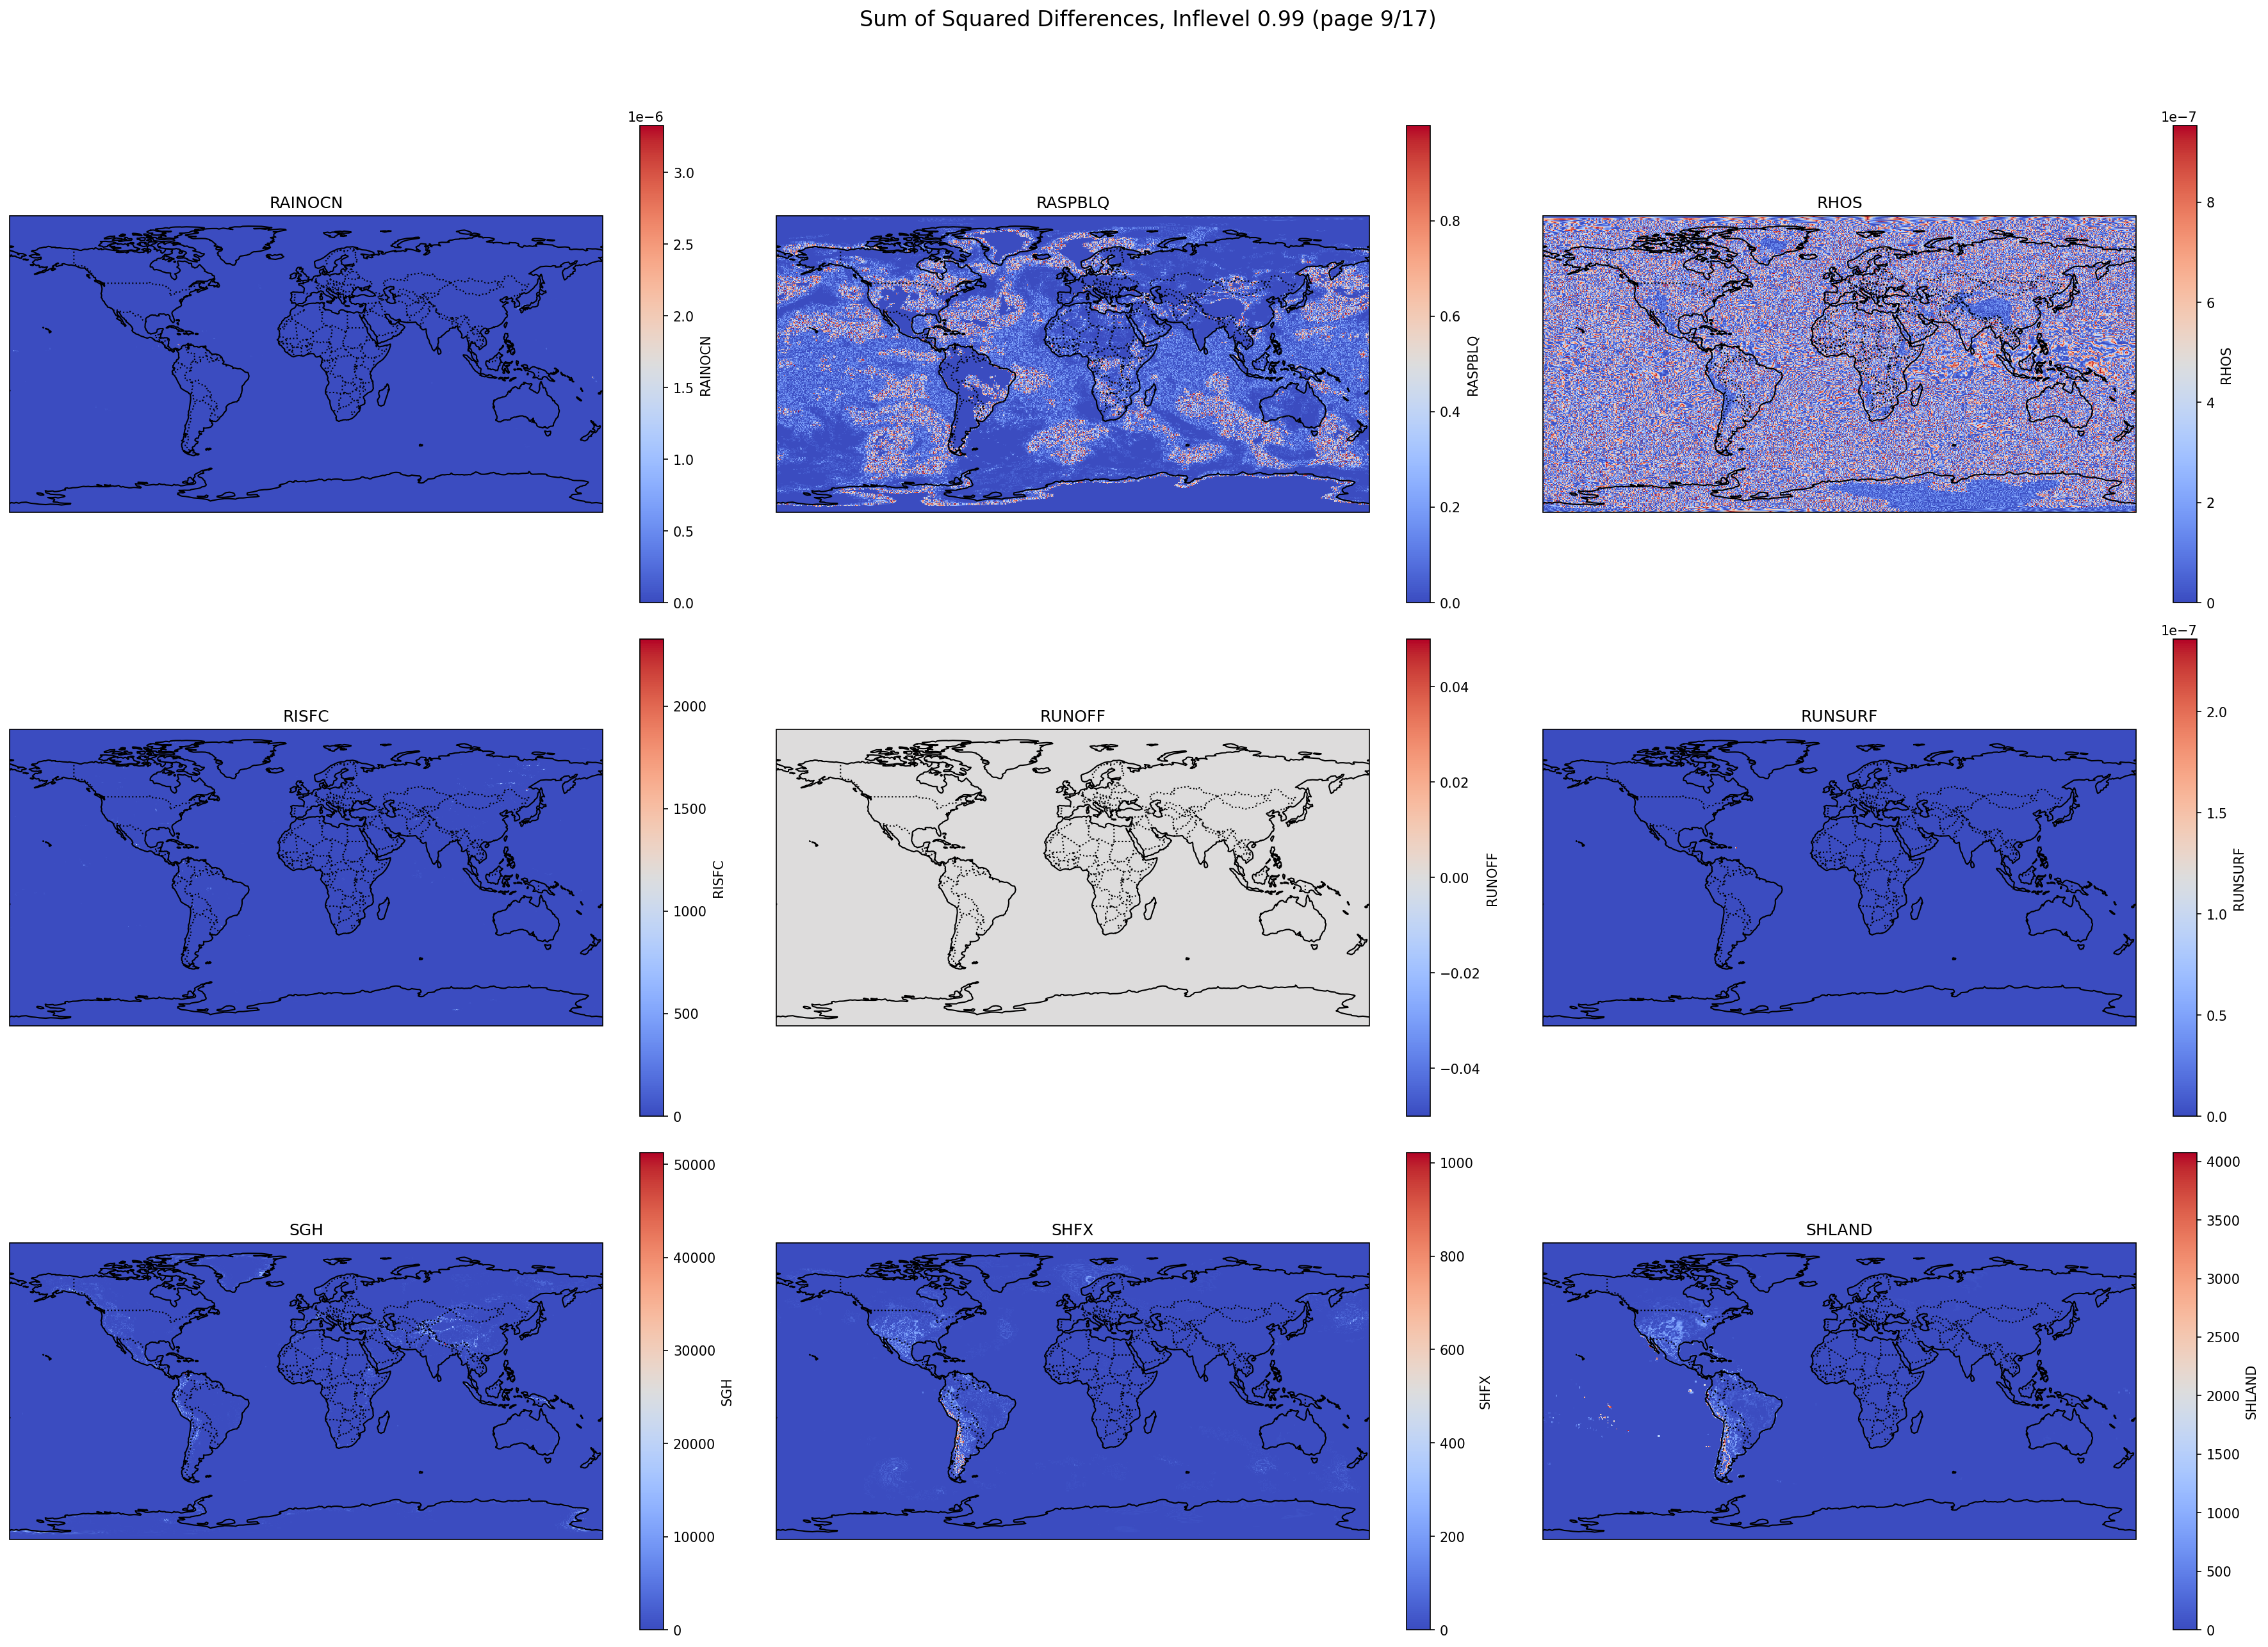 Sum of Squared Differences, Inflevel 0.99 (page 9/17)
RAINOCN
1e−6
3.0
2.5
2.0
1.5
1.0
0.5
0.0
RAINOCN
RASPBLQ
0.8
0.6
0.4
0.2
0.0
RASPBLQ
RHOS
1e−7
8
6
4
2
0
RHOS
RISFC
2000
1500
1000
500
0
RISFC
RUNOFF
0.04
0.02
0.00
−0.02
−0.04
RUNOFF
RUNSURF
1e−7
2.0
1.5
1.0
0.5
0.0
RUNSURF
SGH
50000
40000
30000
20000
10000
0
SGH
SHFX
1000
800
600
400
200
0
SHFX
SHLAND
4000
3500
3000
2500
2000
1500
1000
500
0
SHLAND